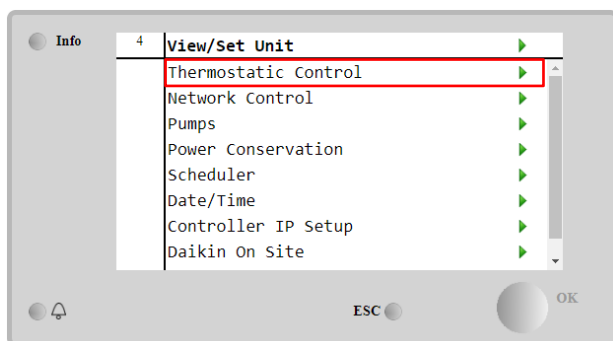 Info
4 View/Set Unit
Thermostatic Control
Network Control
Pumps
Power Conservation
Scheduler
Date/Time
Controller IP Setup
Daikin On Site
ESC
OK